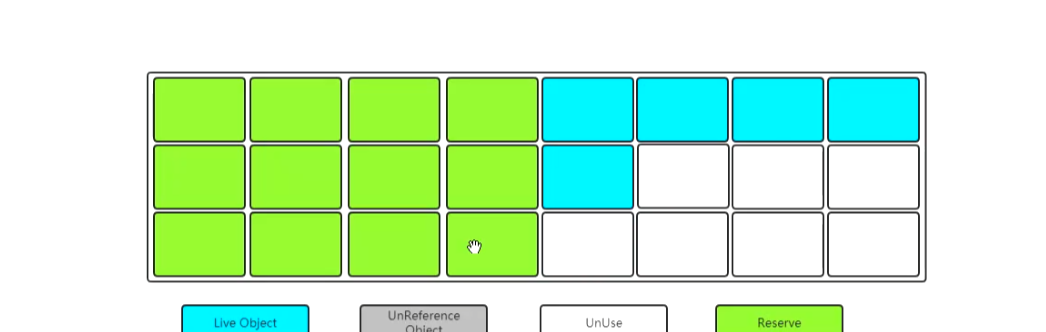 Live Object
UnReference
Object
UnUse
Reserve